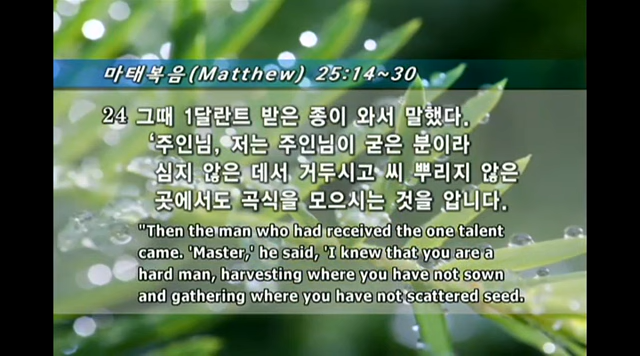 마태복음(Matthew) 25:14~30
24 그때 1달란트 받은 종이 와서 말했다.
‘주인님, 저는 주인님이 굳은 분이라
심지 않은 데서 거두시고 씨 뿌리지 않은
곳에서도 곡식을 모으시는 것을 압니다.
"Then the man who had received the one talent
came. 'Master,' he said, 'I knew that you are a
hard man, harvesting where you have not sown
and gathering where you have not scattered seed.